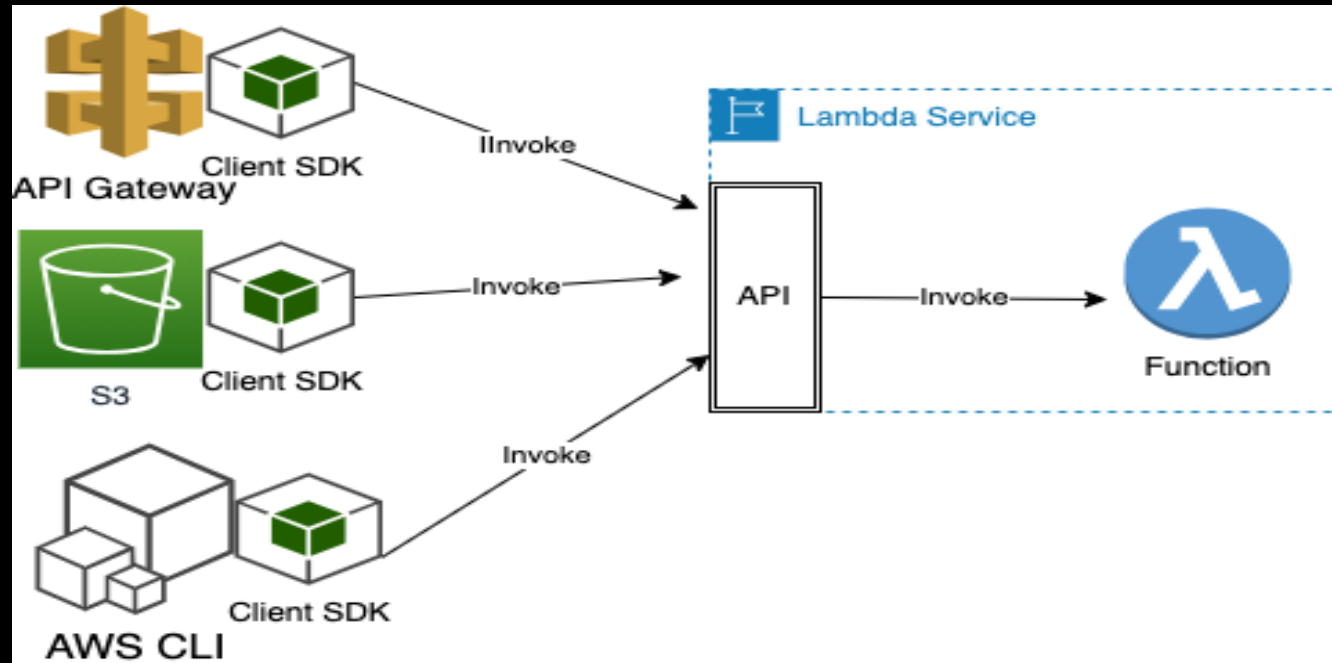 API Gateway
Client SDK
IInvoke
Lambda Service
S3
Client SDK
Invoke
API
Invoke
Function
AWS CLI
Client SDK
Invoke